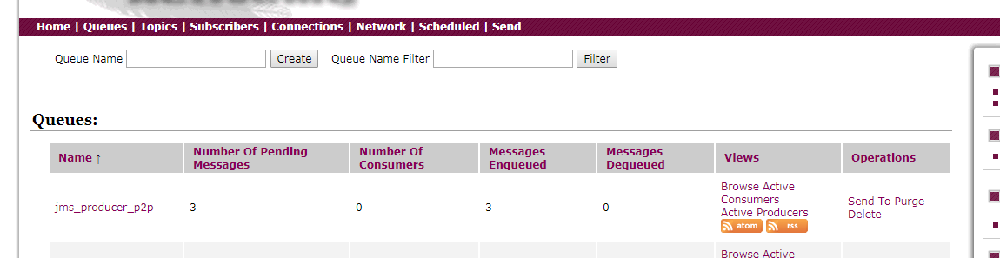 Home | Queues | Topics | Subscribers | Connections | Network | Scheduled | Send
Queue Name Create Queue Name Filter Filter
Queues:
Name ↑ Number Of Pending Messages Number Of Consumers Messages Enqueued Messages Dequeued Views Operations
jms_producer_p2p 3 0 3 0 Browse Active Consumers Active Producers atom rss Send To Purge Delete
Browse Active